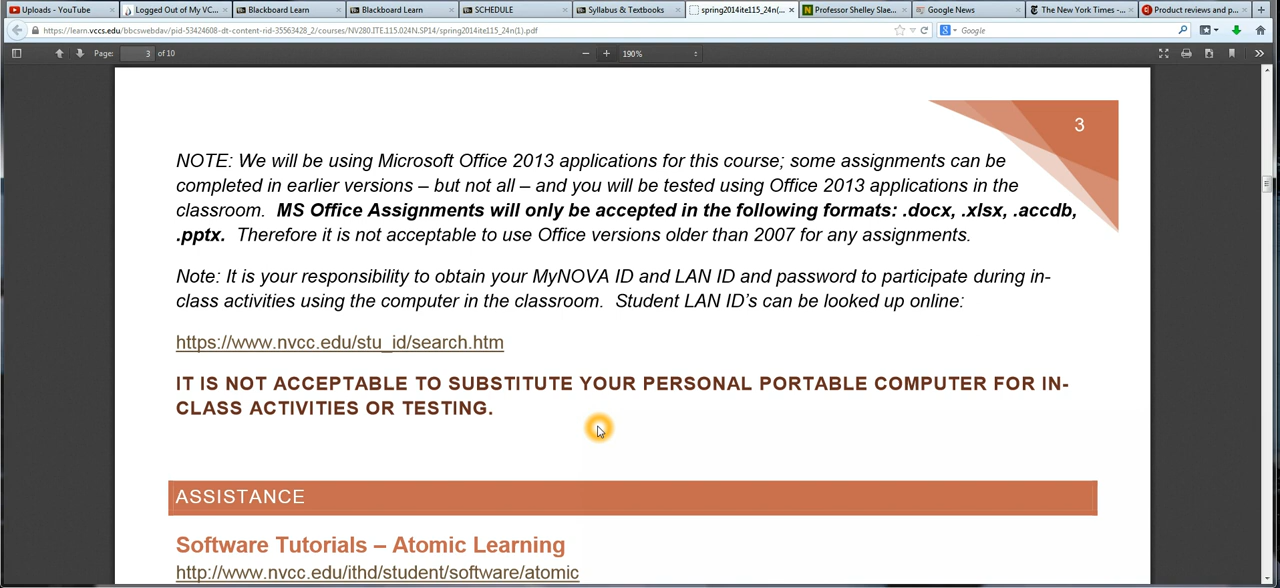 Uploads - YouTube
Logged Out of My VC...
Blackboard Learn
Blackboard Learn
SCHEDULE
Syllabus & Textbooks
spring2014ite115_24n(...
Professor Shelley Slae...
Google News
The New York Times -...
Product reviews and p...
https://learn.vccs.edu/bbcswebdav/pid-53424608-dt-content-rid-35563428_2/courses/NV280.ITE.115.024N.SP14/spring2014ite115_24n(1).pdf
Google
Page: 3 of 10
190%
3
NOTE: We will be using Microsoft Office 2013 applications for this course; some assignments can be
completed in earlier versions – but not all – and you will be tested using Office 2013 applications in the
classroom. MS Office Assignments will only be accepted in the following formats: .docx, .xlsx, .accdb,
.pptx. Therefore it is not acceptable to use Office versions older than 2007 for any assignments.
Note: It is your responsibility to obtain your MyNOVA ID and LAN ID and password to participate during in-
class activities using the computer in the classroom. Student LAN ID's can be looked up online:
https://www.nvcc.edu/stu_id/search.htm
IT IS NOT ACCEPTABLE TO SUBSTITUTE YOUR PERSONAL PORTABLE COMPUTER FOR IN-
CLASS ACTIVITIES OR TESTING.
ASSISTANCE
Software Tutorials – Atomic Learning
http://www.nvcc.edu/ithd/student/software/atomic